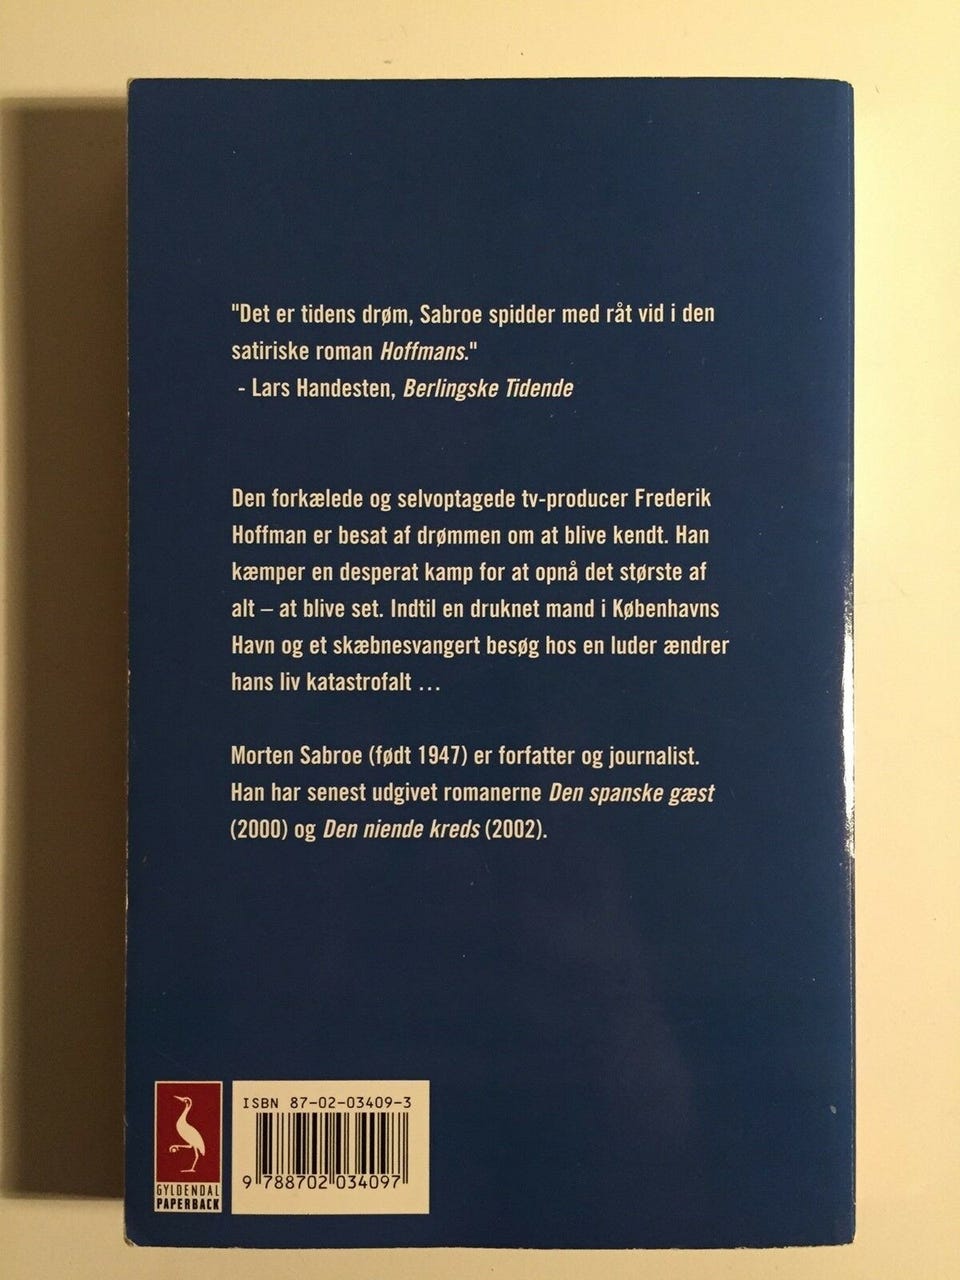 "Det er tidens drøm, Sabroe spidder med råt vid i den
satiriske roman Hoffmans."
- Lars Handesten, Berlingske Tidende
Den forkælede og selvoptagede tv-producer Frederik
Hoffman er besat af drømmen om at blive kendt. Han
kæmper en desperat kamp for at opnå det største af
alt – at blive set. Indtil en druknet mand i Københavns
Havn og et skæbnesvangert besøg hos en luder ændrer
hans liv katastrofalt ...
Morten Sabroe (født 1947) er forfatter og journalist.
Han har senest udgivet romanerne Den spanske gæst
(2000) og Den niende kreds (2002).
ISBN 87-02-03409-3
9 788702 034097
GYLDENDAL
PAPERBACK